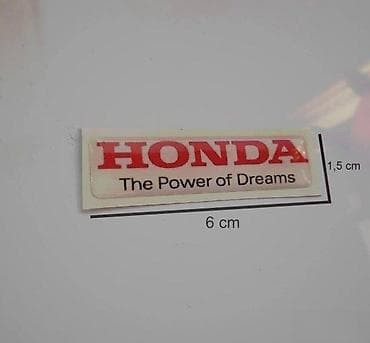 HONDA
The Power of Dreams
1,5 cm
6 cm